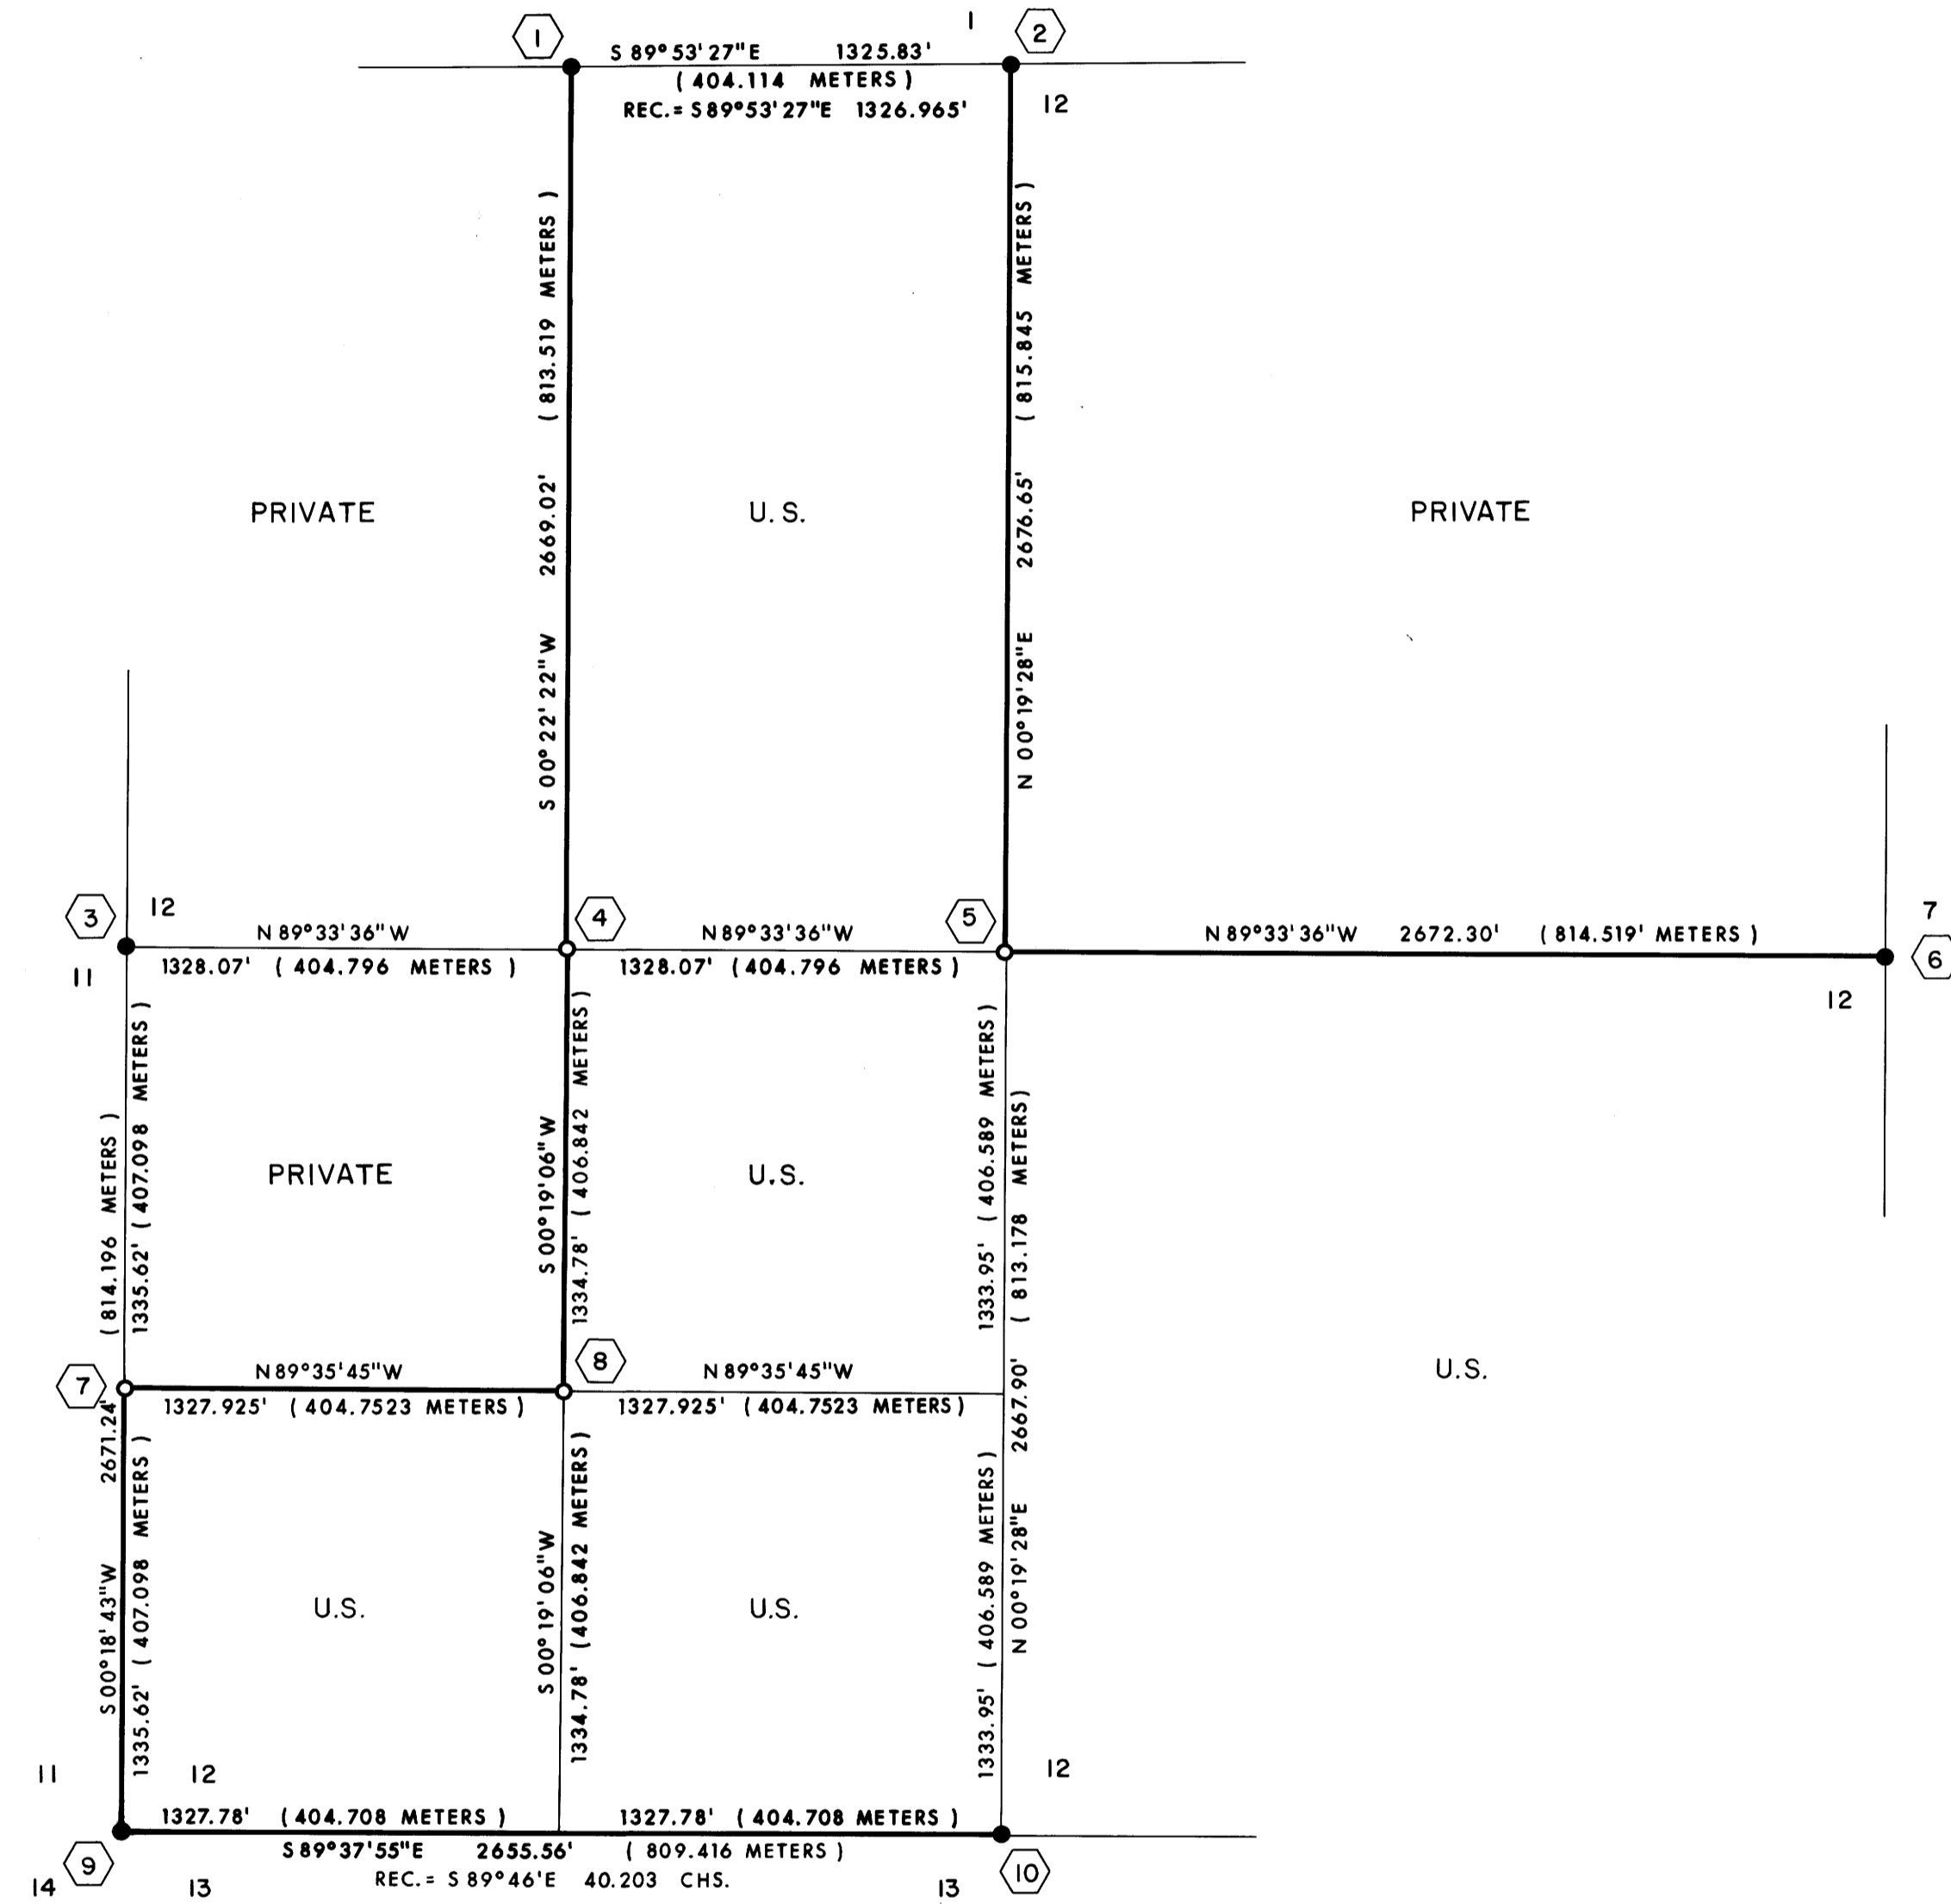 1
1
2
S 89° 53' 27" E 1325.83'
( 404.114 METERS )
REC. = S 89° 53' 27" E 1326.965'
12
S 00° 22' 22" W 2669.02' ( 813.519 METERS )
N 00° 19' 28" E 2676.65' ( 815.845 METERS )
PRIVATE
U. S.
PRIVATE
3
12
4
5
7
6
N 89° 33' 36" W
N 89° 33' 36" W
N 89° 33' 36" W 2672.30' ( 814.519' METERS )
11
1328.07' ( 404.796 METERS )
1328.07' ( 404.796 METERS )
12
S 00° 18' 43" W 2671.24' ( 814.196 METERS )
1335.62' ( 407.098 METERS )
S 00° 19' 06" W
1334.78' ( 406.842 METERS )
1333.95' ( 406.589 METERS )
N 00° 19' 28" E 2667.90' ( 813.178 METERS )
PRIVATE
U.S.
7
N 89° 35' 45" W
8
N 89° 35' 45" W
U.S.
1327.925' ( 404.7523 METERS )
1327.925' ( 404.7523 METERS )
1335.62' ( 407.098 METERS )
S 00° 19' 06" W
1334.78' ( 406.842 METERS )
1333.95' ( 406.589 METERS )
U.S.
U.S.
11
12
12
1327.78' ( 404.708 METERS )
1327.78' ( 404.708 METERS )
S 89° 37' 55" E 2655.56' ( 809.416 METERS )
9
REC. = S 89° 46' E 40.203 CHS.
10
14
13
13